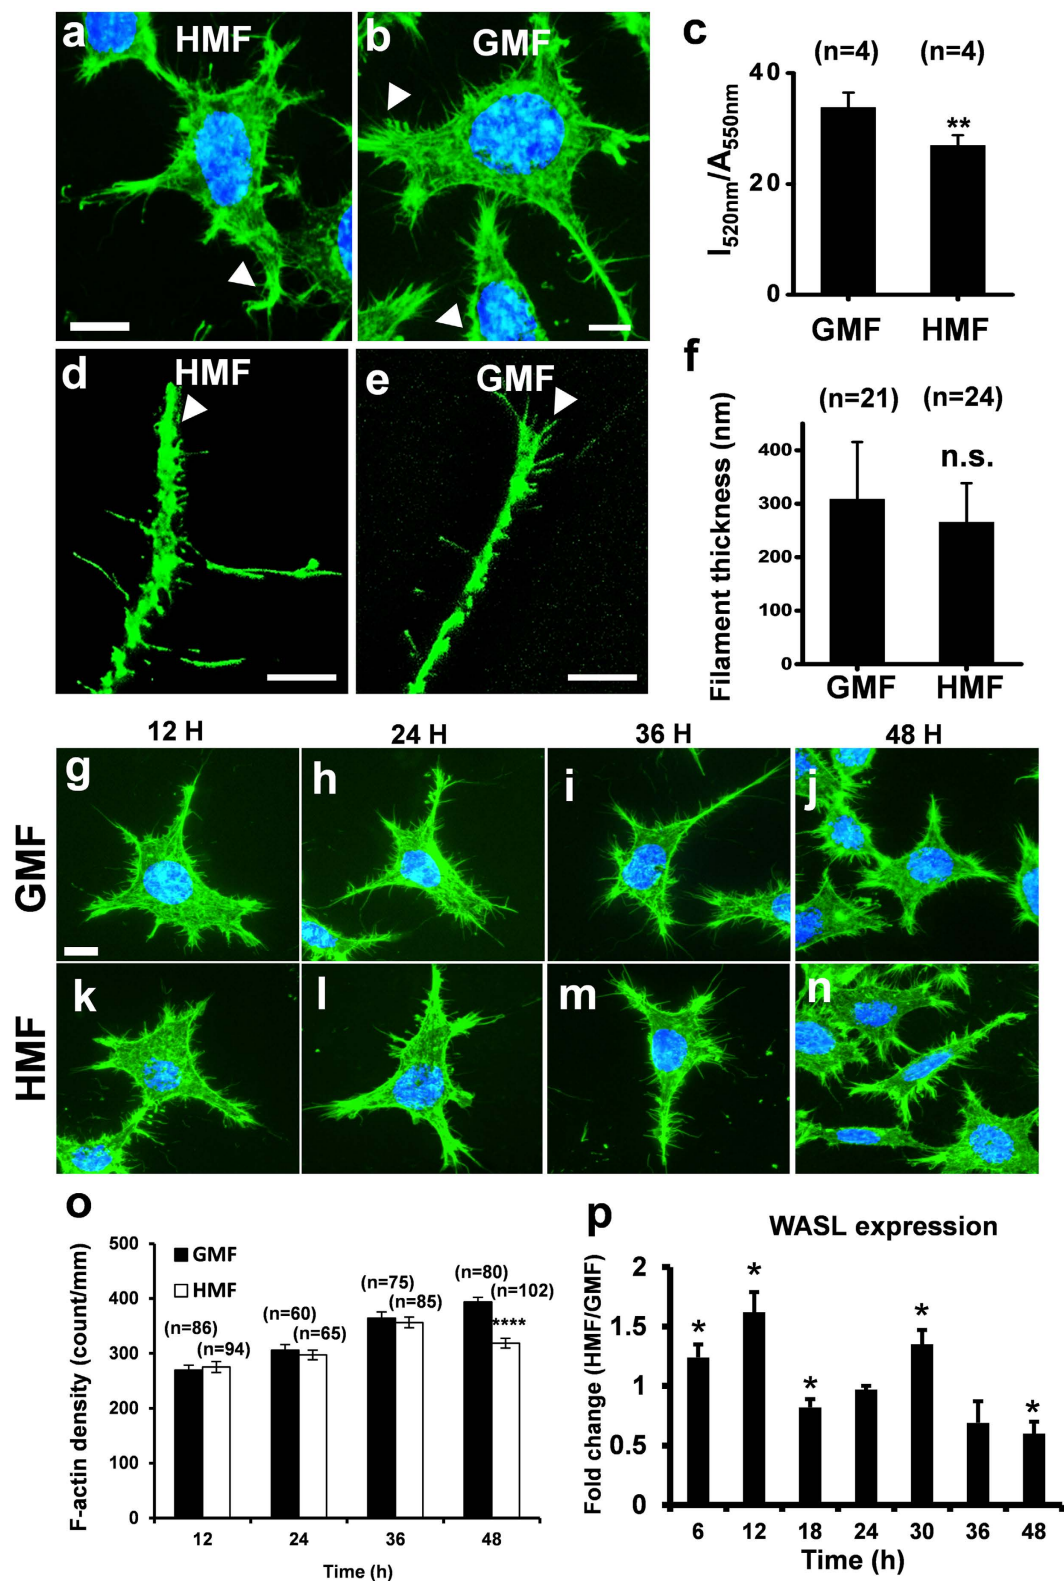 a
HMF
b
GMF
c
(n=4) (n=4)
40
20
0
**
I520nm/A550nm
GMF HMF
d
HMF
e
GMF
f
(n=21) (n=24)
n.s.
400
300
200
100
0
Filament thickness (nm)
GMF HMF
12 H 24 H 36 H 48 H
GMF
g h i j
HMF
k l m n
o
500
400
300
200
100
0
F-actin density (count/mm)
GMF
HMF
(n=86)
(n=94)
(n=60)
(n=65)
(n=75)
(n=85)
(n=80)
(n=102)
****
12 24 36 48
Time (h)
p
WASL expression
2
1.5
1
0.5
0
Fold change (HMF/GMF)
* * * * *
6 12 18 24 30 36 48
Time (h)